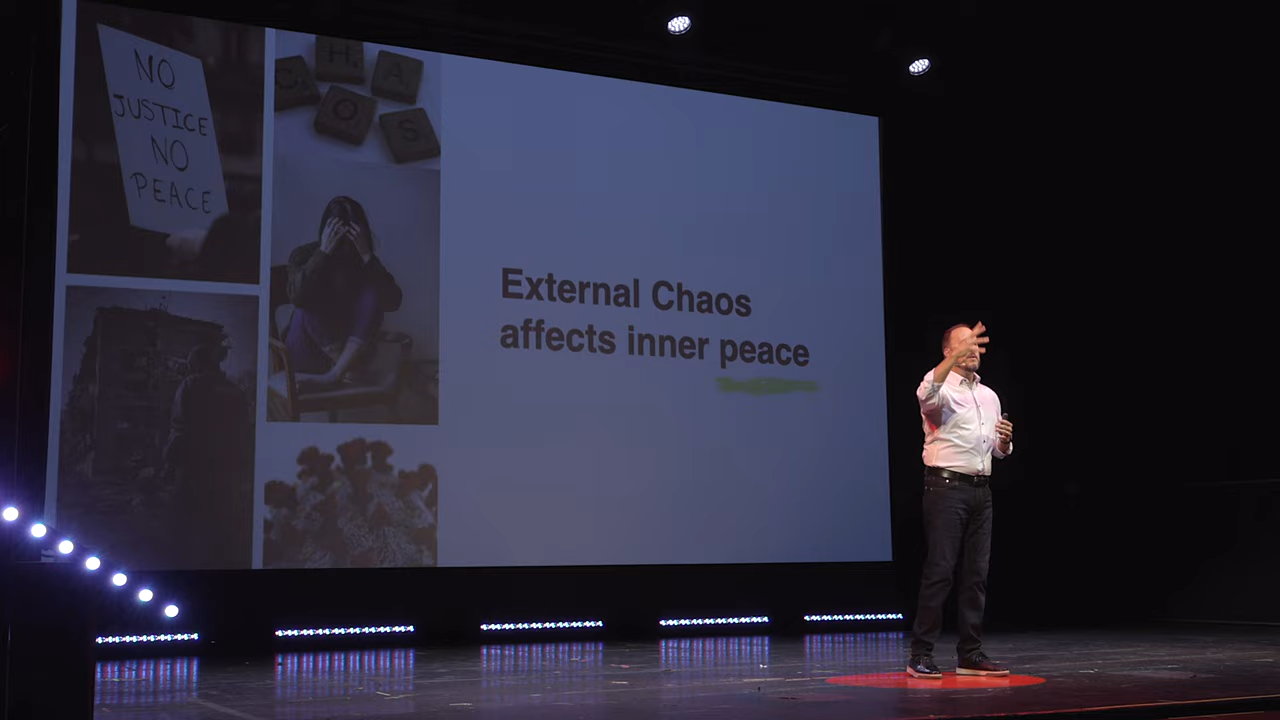 NO
JUSTICE
NO
PEACE
C H A
O S
External Chaos
affects inner peace